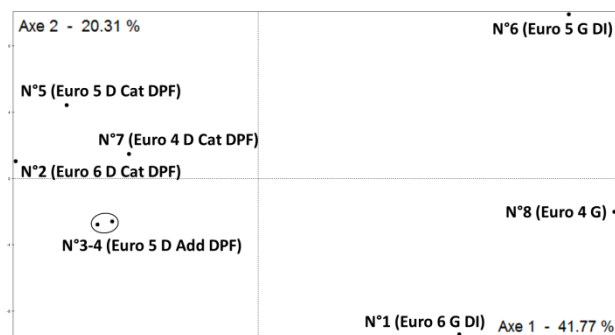 Axe 2 - 20.31 %
N°6 (Euro 5 G DI)
N°5 (Euro 5 D Cat DPF)
N°7 (Euro 4 D Cat DPF)
N°2 (Euro 6 D Cat DPF)
N°8 (Euro 4 G)
N°3-4 (Euro 5 D Add DPF)
N°1 (Euro 6 G DI)
Axe 1 - 41.77 %